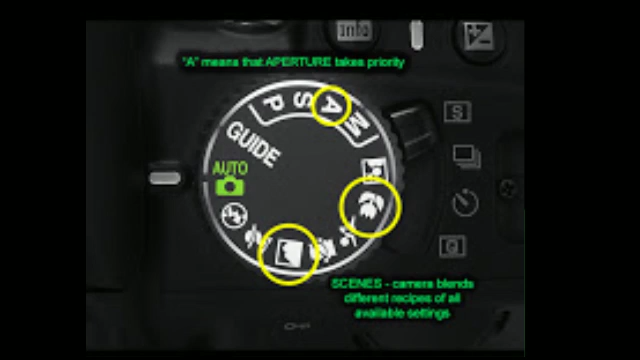 Info
"A" means that APERTURE takes priority
P S A M
GUIDE
AUTO
S
SCENES - camera blends
different recipes of all
available settings